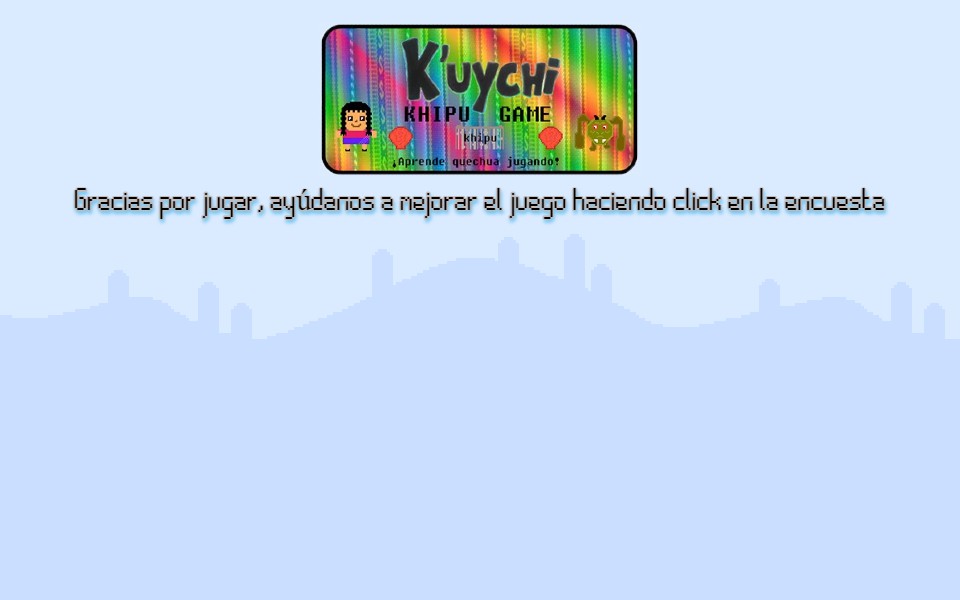 K'uychi
KHIPU GAME
khipu
¡Aprende quechua jugando!
Gracias por jugar, ayúdanos a mejorar el juego haciendo click en la encuesta